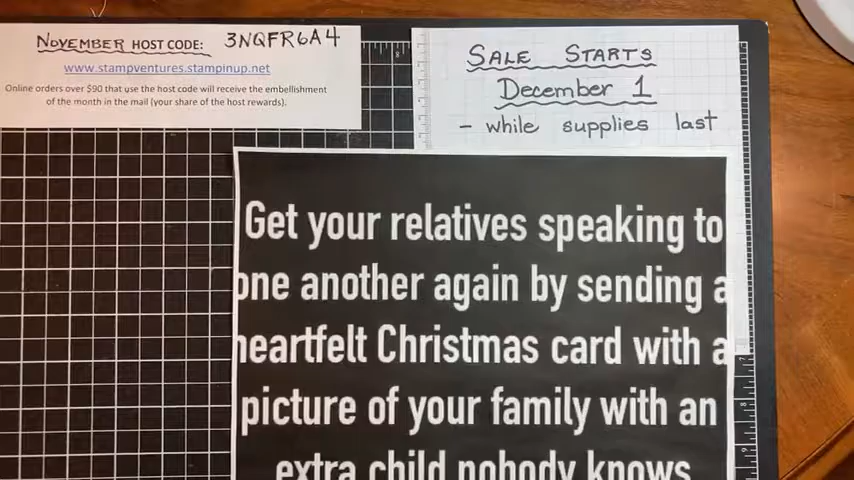 NOVEMBER HOST CODE: 3NQFR6A4
www.stampventures.stampinup.net
Online orders over $90 that use the host code will receive the embellishment
of the month in the mail (your share of the host rewards).
SALE STARTS
December 1
- while supplies last
Get your relatives speaking to
one another again by sending a
heartfelt Christmas card with a
picture of your family with an
extra child nobody knows